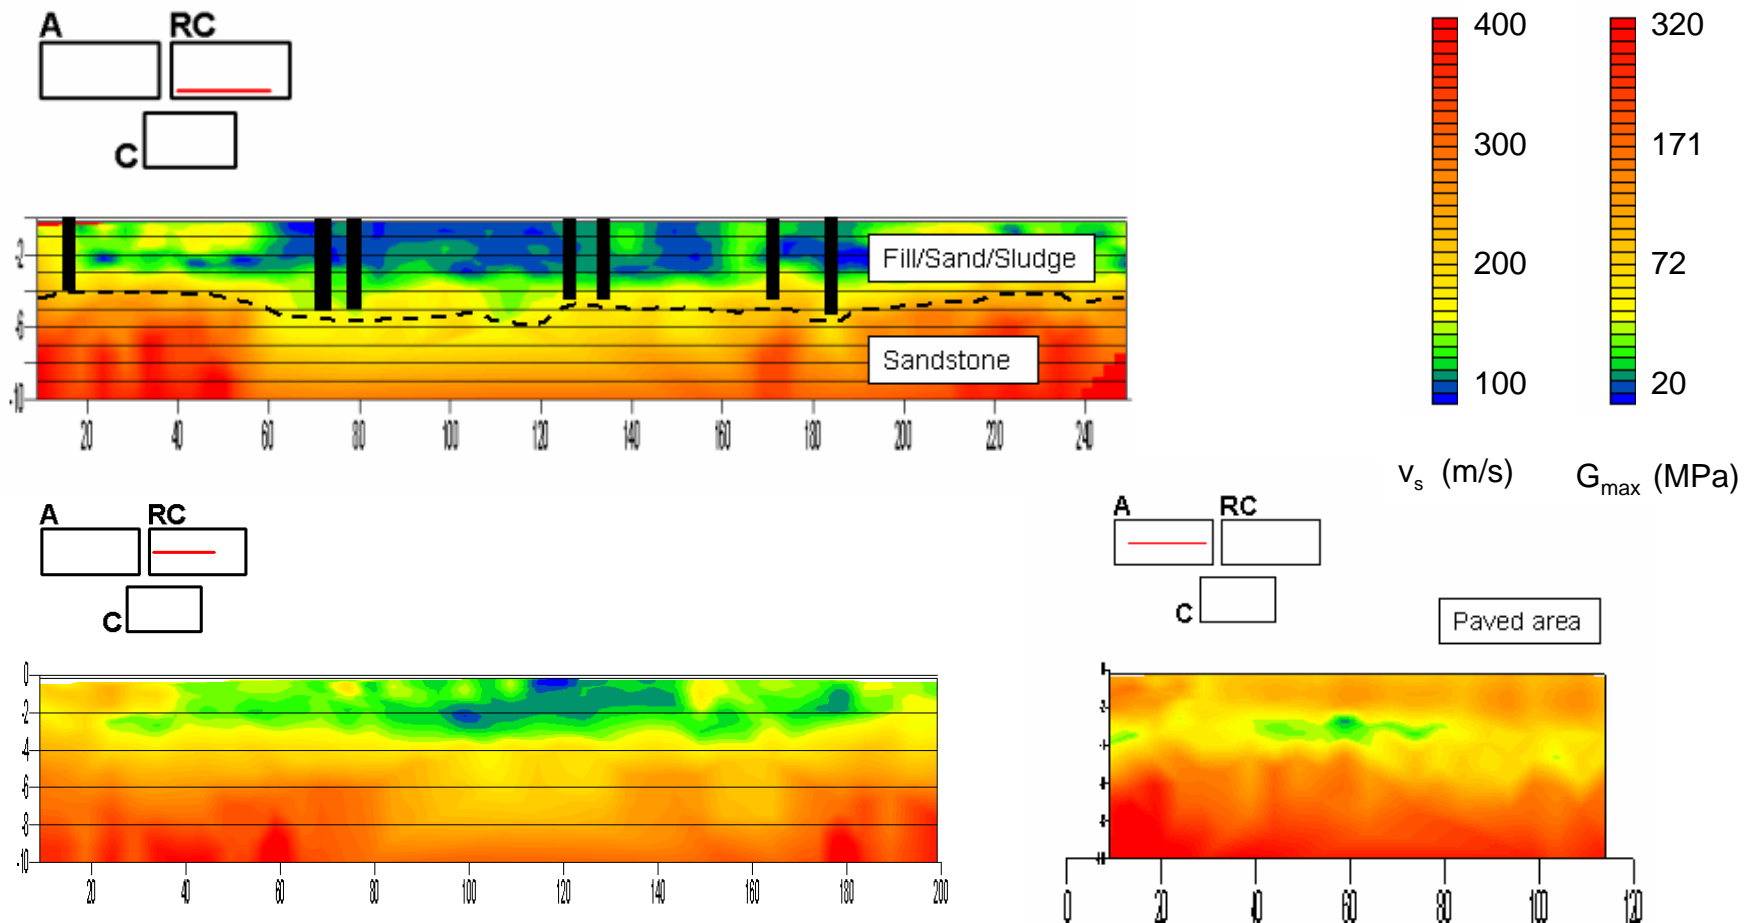 A RC
C
400 320
300 171
200 72
100 20
v_s (m/s) G_max (MPa)
Fill/Sand/Sludge
Sandstone
-2
-6
-10
20 40 60 80 100 120 140 160 180 200 220 240
A RC
C
0
-2
-4
-6
-8
-10
20 40 60 80 100 120 140 160 180 200
A RC
C
Paved area
0 20 40 60 80 100 120